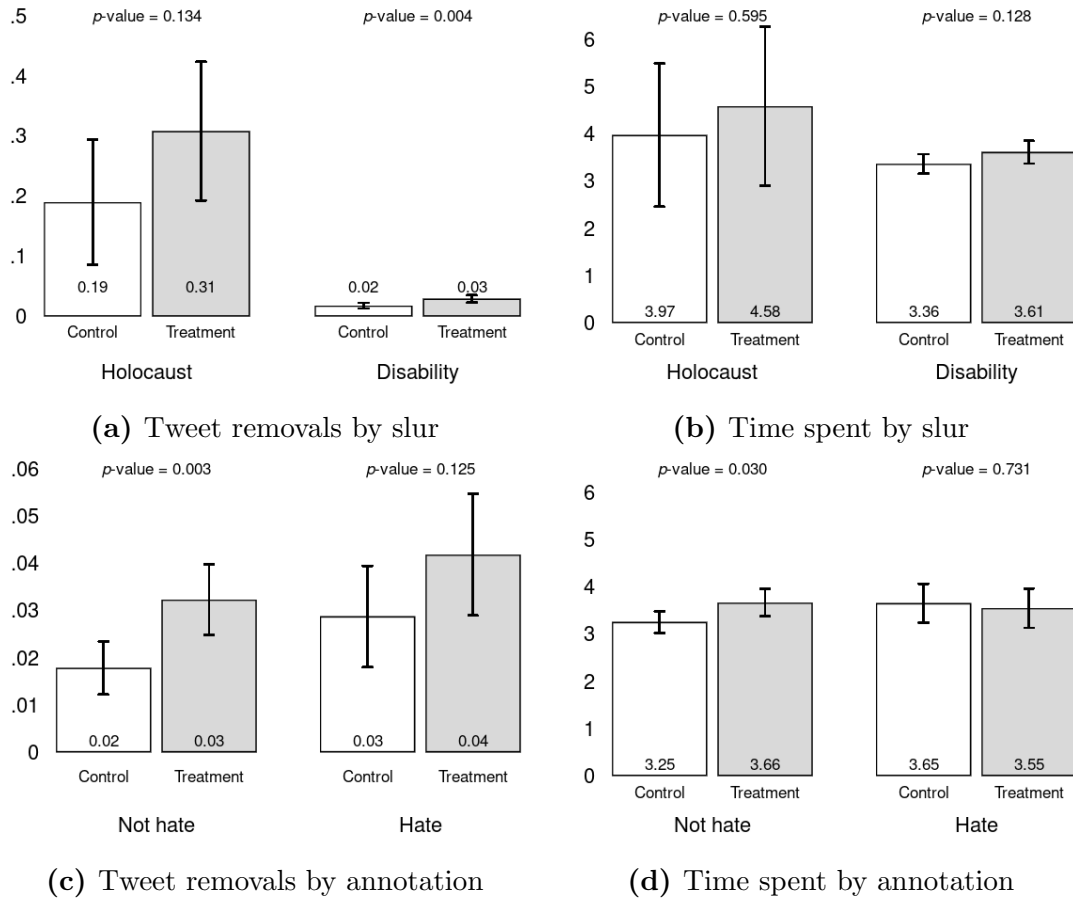 .5
p-value = 0.134
p-value = 0.004
.4
.3
.2
.1
0
0.19
0.31
0.02
0.03
Control
Treatment
Control
Treatment
Holocaust
Disability
(a) Tweet removals by slur
p-value = 0.595
p-value = 0.128
6
5
4
3
2
1
0
3.97
4.58
3.36
3.61
Control
Treatment
Control
Treatment
Holocaust
Disability
(b) Time spent by slur
.06
p-value = 0.003
p-value = 0.125
.05
.04
.03
.02
.01
0
0.02
0.03
0.03
0.04
Control
Treatment
Control
Treatment
Not hate
Hate
(c) Tweet removals by annotation
p-value = 0.030
p-value = 0.731
6
5
4
3
2
1
0
3.25
3.66
3.65
3.55
Control
Treatment
Control
Treatment
Not hate
Hate
(d) Time spent by annotation